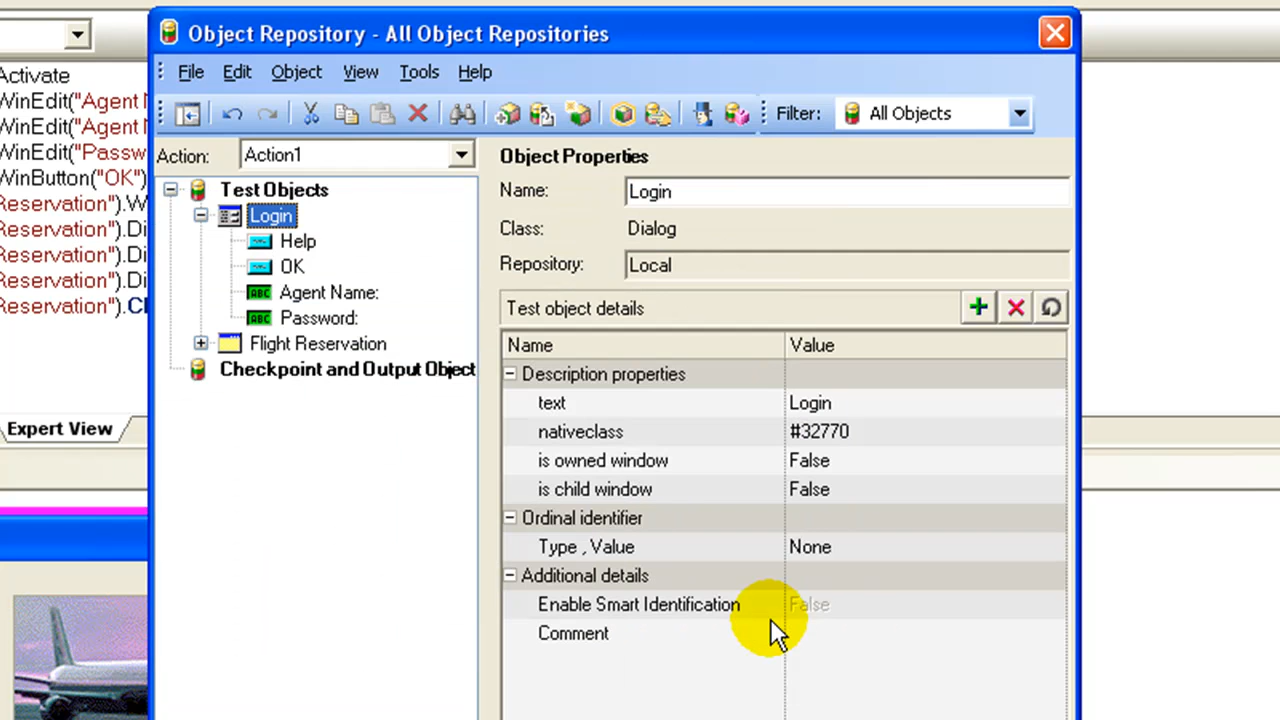 Object Repository - All Object Repositories
File Edit Object View Tools Help
Filter: All Objects
Action: Action1
Test Objects
Login
Help
OK
Agent Name:
Password:
Flight Reservation
Checkpoint and Output Object
Object Properties
Name: Login
Class: Dialog
Repository: Local
Test object details
Name Value
Description properties
text Login
nativeclass #32770
is owned window False
is child window False
Ordinal identifier
Type , Value None
Additional details
Enable Smart Identification False
Comment
Activate
WinEdit("Agent N
WinEdit("Agent N
WinEdit("Passw
WinButton("OK")
Reservation").W
Reservation").Di
Reservation").Di
Reservation").Di
Reservation").Cl
Expert View